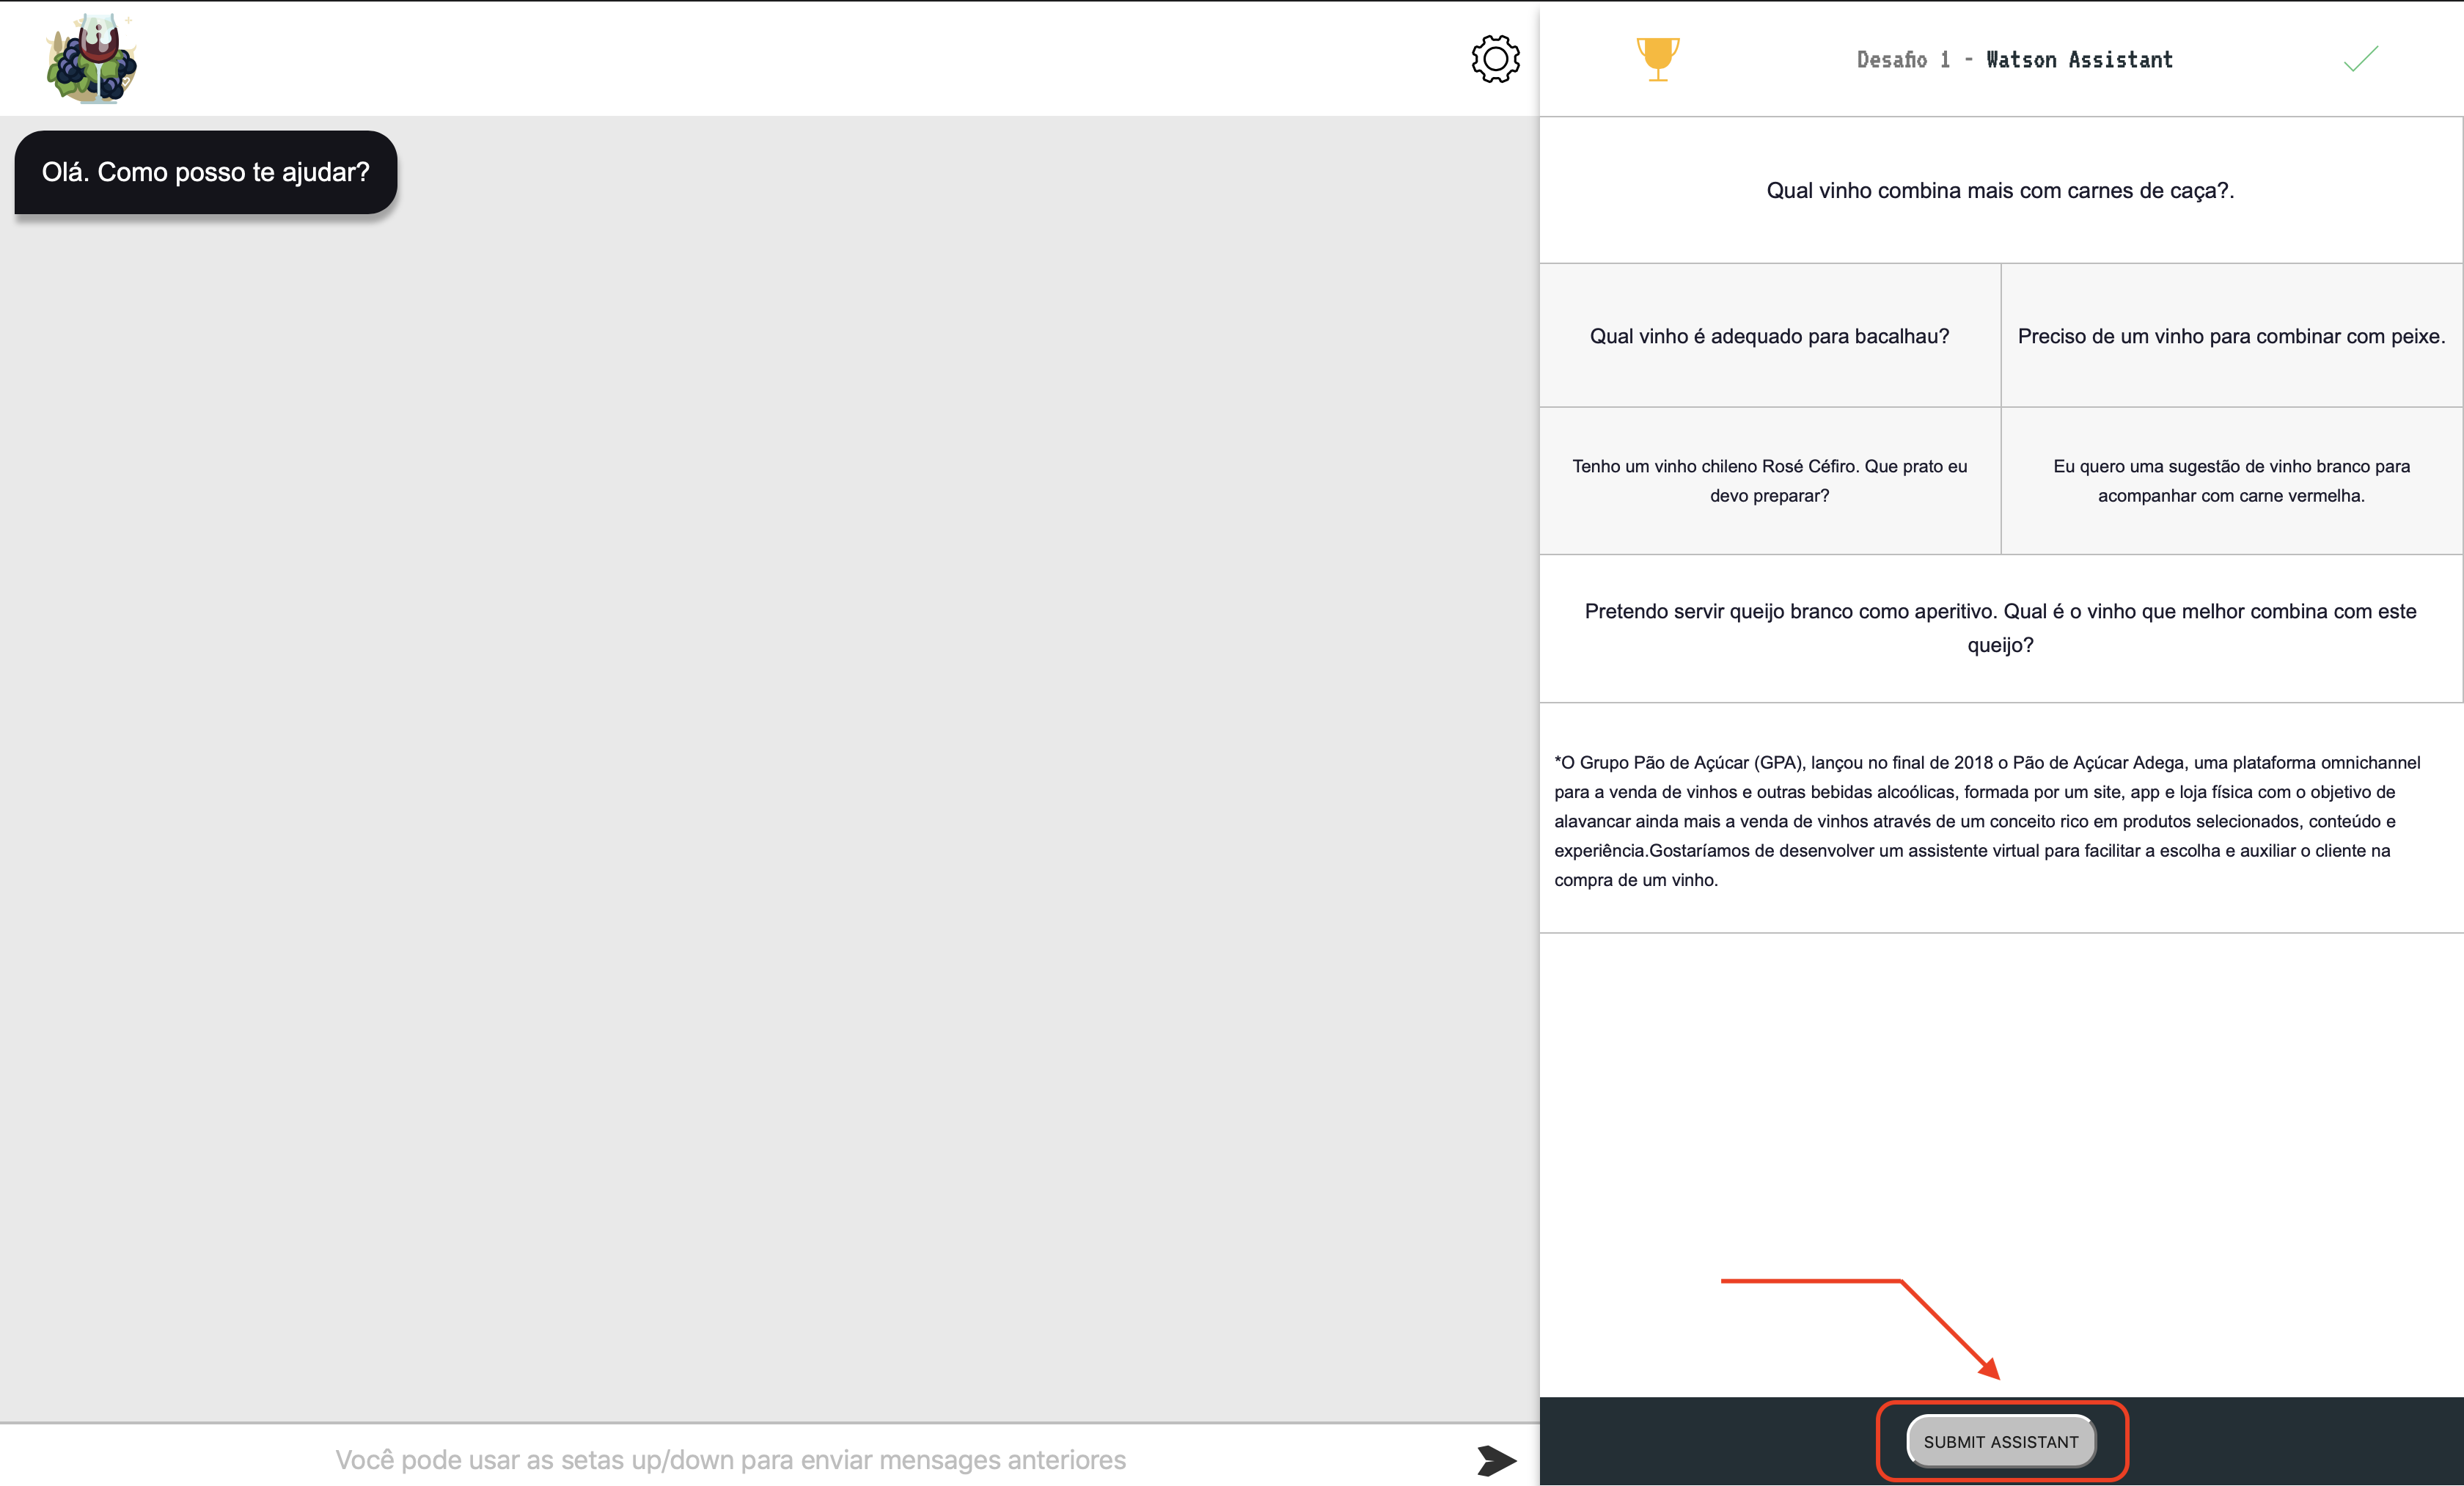 Olá. Como posso te ajudar?
Você pode usar as setas up/down para enviar mensages anteriores
Desafio 1 - Watson Assistant
Qual vinho combina mais com carnes de caça?.
Qual vinho é adequado para bacalhau?
Preciso de um vinho para combinar com peixe.
Tenho um vinho chileno Rosé Céfiro. Que prato eu
devo preparar?
Eu quero uma sugestão de vinho branco para
acompanhar com carne vermelha.
Pretendo servir queijo branco como aperitivo. Qual é o vinho que melhor combina com este
queijo?
*O Grupo Pão de Açúcar (GPA), lançou no final de 2018 o Pão de Açúcar Adega, uma plataforma omnichannel
para a venda de vinhos e outras bebidas alcoólicas, formada por um site, app e loja física com o objetivo de
alavancar ainda mais a venda de vinhos através de um conceito rico em produtos selecionados, conteúdo e
experiência.Gostaríamos de desenvolver um assistente virtual para facilitar a escolha e auxiliar o cliente na
compra de um vinho.
SUBMIT ASSISTANT